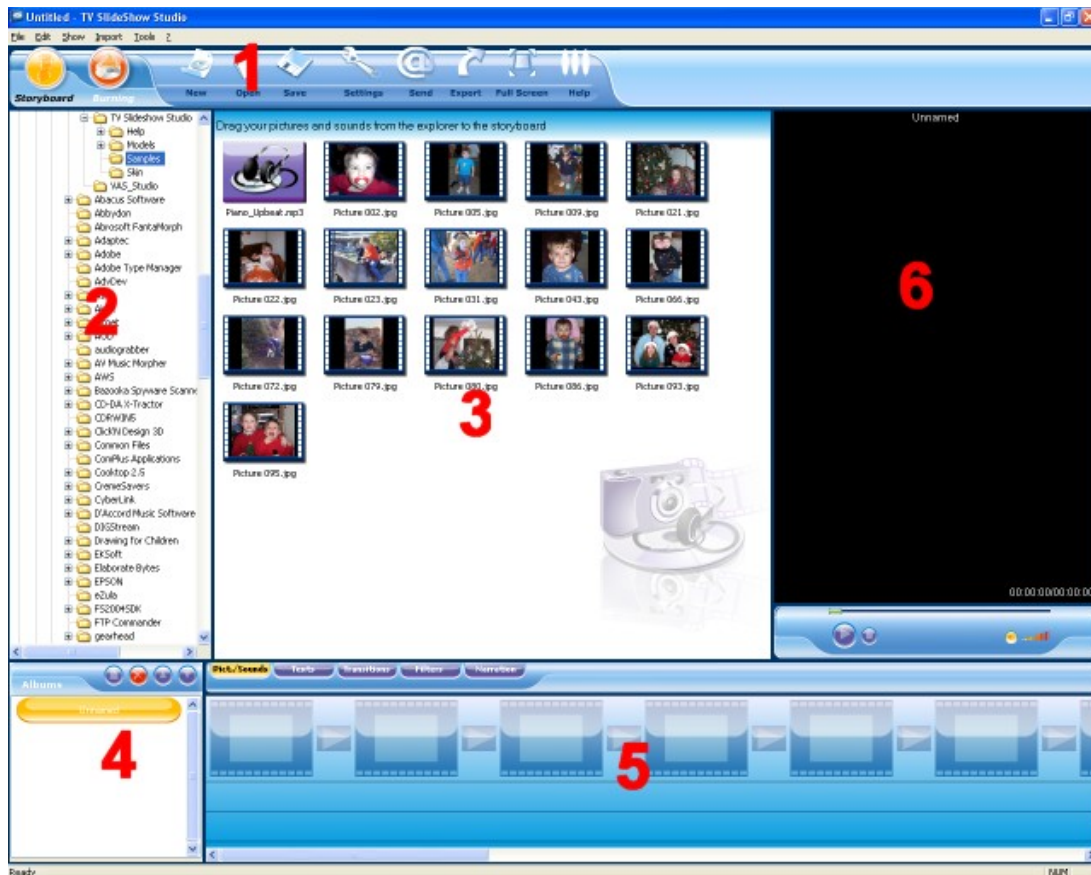 Untitled - TV SlideShow Studio
File Edit Show Import Tools ?
1
New Open Save Settings Send Export Full Screen Help
Storyboard Burning
TV Slideshow Studio
Help
Models
Samples
Skin
VAS_Studio
Abacus Software
Abbydon
Abrosoft FantaMorph
Adaptec
Adobe
Adobe Type Manager
AdvDev
2
audiograbber
AV Music Morpher
AWS
Bazooka Spyware Scanne
CD-DA X-Tractor
CDRWIN5
Click'N Design 3D
Common Files
ComPlus Applications
Cooktop 2.5
CremeSavers
CyberLink
D'Accord Music Software
DIGStream
Drawing for Children
EKSoft
Elaborate Bytes
EPSON
eZula
FS2004SDK
FTP Commander
gearhead
Drag your pictures and sounds from the explorer to the storyboard
Piano_Upbeat.mp3 Picture 002.jpg Picture 005.jpg Picture 009.jpg Picture 021.jpg
Picture 022.jpg Picture 023.jpg Picture 031.jpg Picture 043.jpg Picture 066.jpg
Picture 072.jpg Picture 079.jpg Picture 080.jpg Picture 086.jpg Picture 093.jpg
3
Picture 095.jpg
Unnamed
6
00:00:00/00:00:00
Albums
Unnamed
4
Pict./Sounds Texts Transitions Filters Narration
5
Ready
NUM